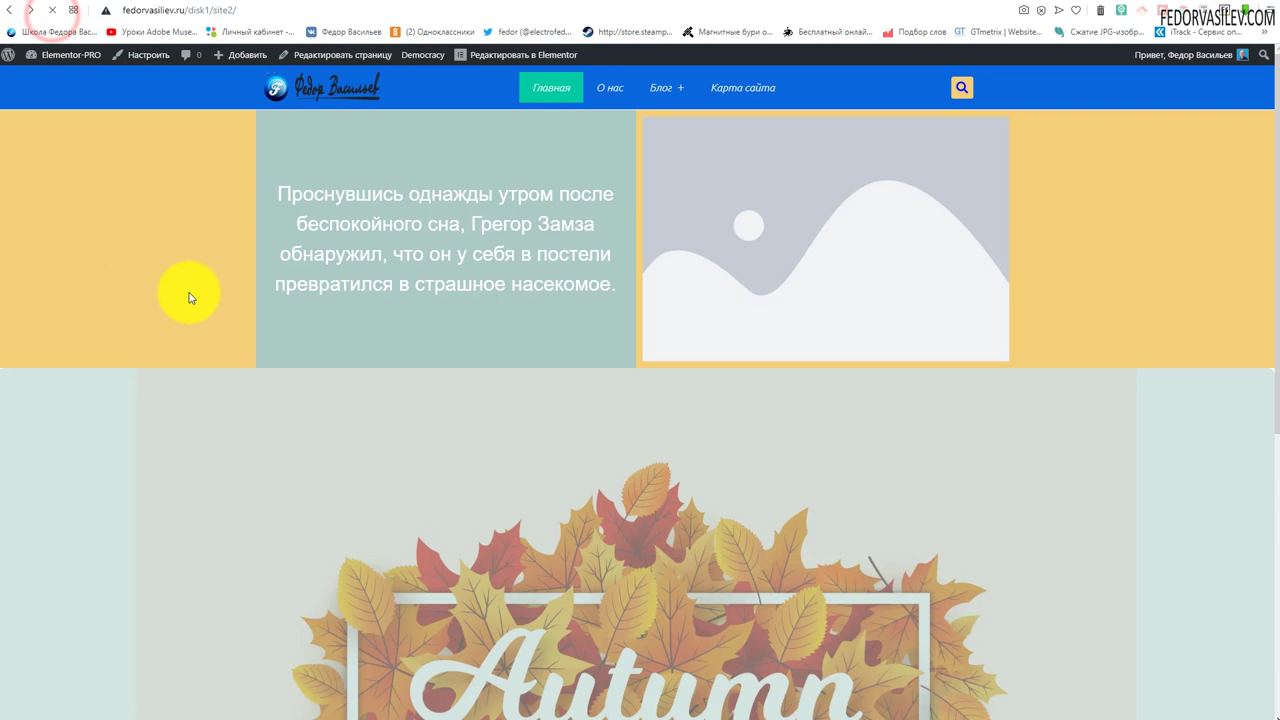 fedorvasiliev.ru/disk1/site2/
FEDORVASILEV.COM
Школа Федора Вас...
Уроки Adobe Muse...
Личный кабинет -...
Федор Васильев
(2) Одноклассники
fedor (@electrofed...
http://store.steamp...
Магнитные бури о...
Бесплатный онлай...
Подбор слов
GT GTmetrix | Website...
Сжатие JPG-изобр...
iTrack - Сервис оп...
»
Elementor-PRO
Настроить
0
+ Добавить
Редактировать страницу
Democracy
Редактировать в Elementor
Привет, Федор Васильев
F Федор Васильев
Главная
О нас
Блог +
Карта сайта
Проснувшись однажды утром после
беспокойного сна, Грегор Замза
обнаружил, что он у себя в постели
превратился в страшное насекомое.
Autumn